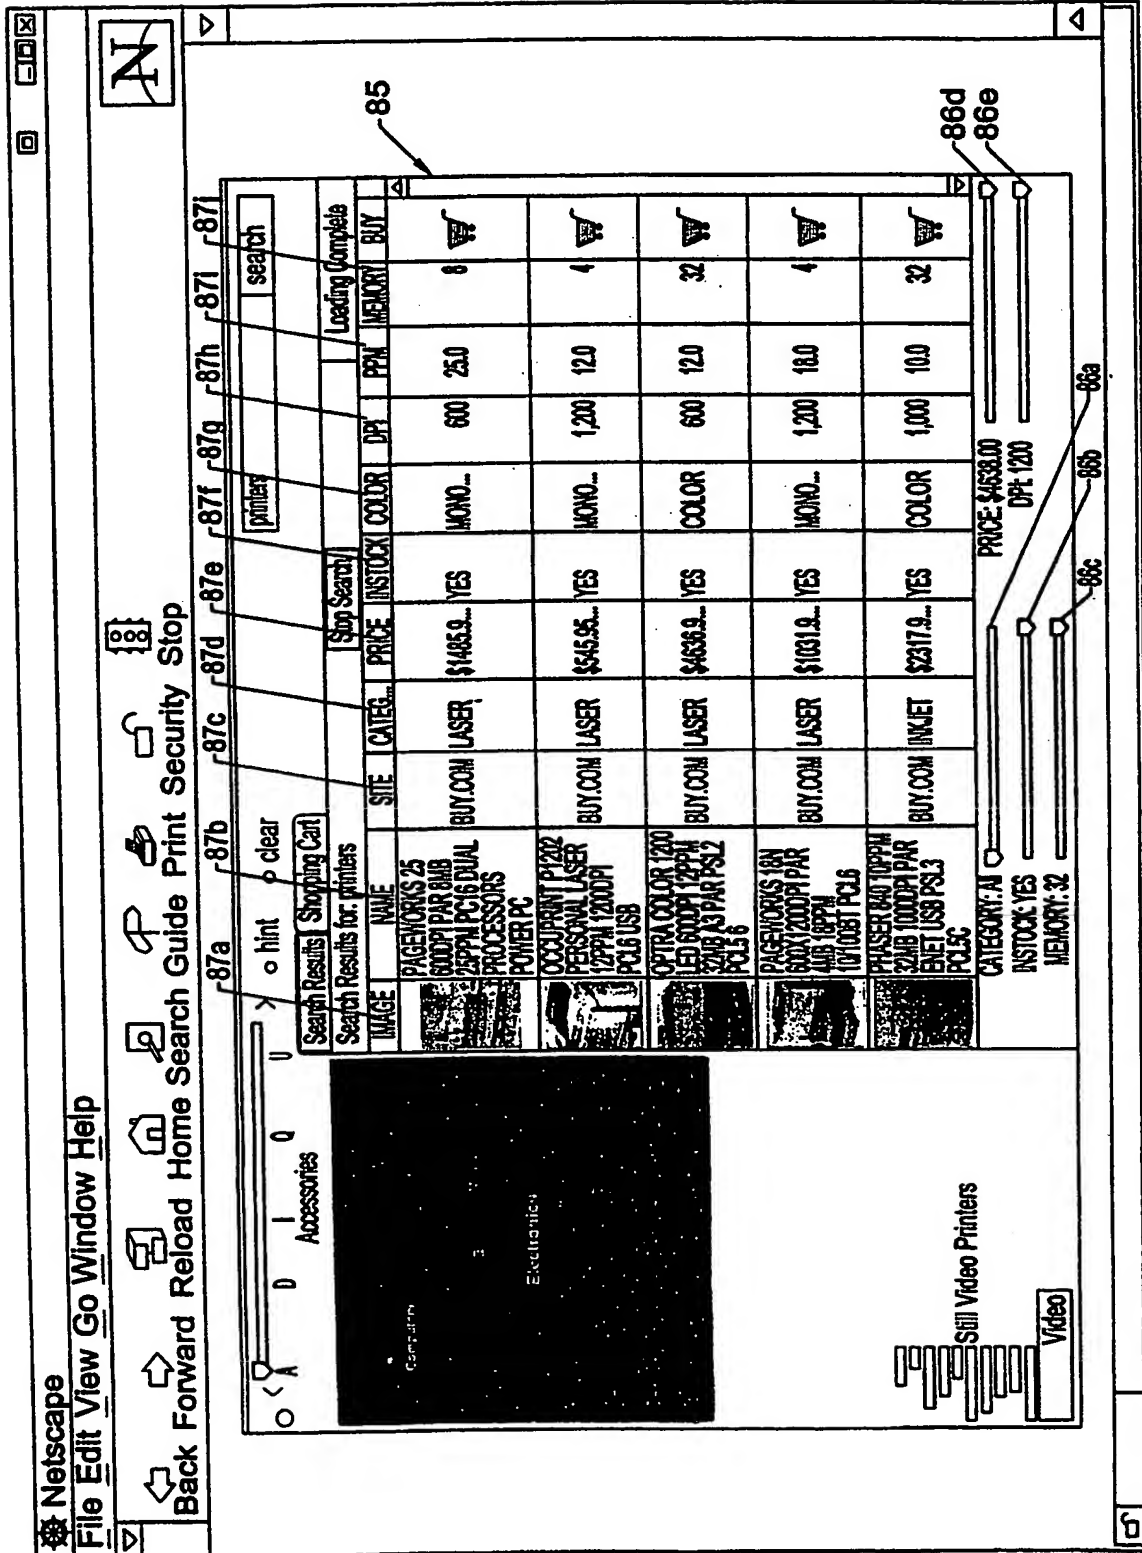 Netscape
File Edit View Go Window Help
Back Forward Reload Home Search Guide Print Security Stop
N
87a 87b 87c 87d 87e 87f 87g 87h 87i 87j
< > hint clear
printers search
A D I Q U
Accessories
Search Results Shopping Cart
Stop Search
Search Results for: printers
Loading Complete
IMAGE NAME SITE CATEG... PRICE INSTOCK COLOR DPI PPM MEMORY BUY
PAGEWORKS 25
600DPI PAR 8MB
25PPM PC16 DUAL
PROCESSORS
POWER PC
BUY.COM LASER $1485.9... YES MONO... 600 25.0 8
OCCUPRINT P1202
PERSONAL LASER
12PPM 1200DPI
PCL6 USB
BUY.COM LASER $545.95... YES MONO... 1,200 12.0 4
OPTRA COLOR 1200
LED 600DPI 12PPM
32MB A3 PAR PSL2
PCL5 6
BUY.COM LASER $4636.9... YES COLOR 600 12.0 32
PAGEWORKS 18N
600X1200DPI PAR
4MB 18PPM
10/100BT PCL6
BUY.COM LASER $1031.9... YES MONO... 1,200 18.0 4
PHASER 840 10PPM
32MB 1000DPI PAR
ENET USB PSL3
PCL5C
BUY.COM INKJET $2317.9... YES COLOR 1,000 10.0 32
85
Computers
Electronics
CATEGORY: All
INSTOCK: YES
MEMORY: 32
PRICE: $4638.00
DPI: 1200
86a
86b
86c
86d
86e
Still Video Printers
Video